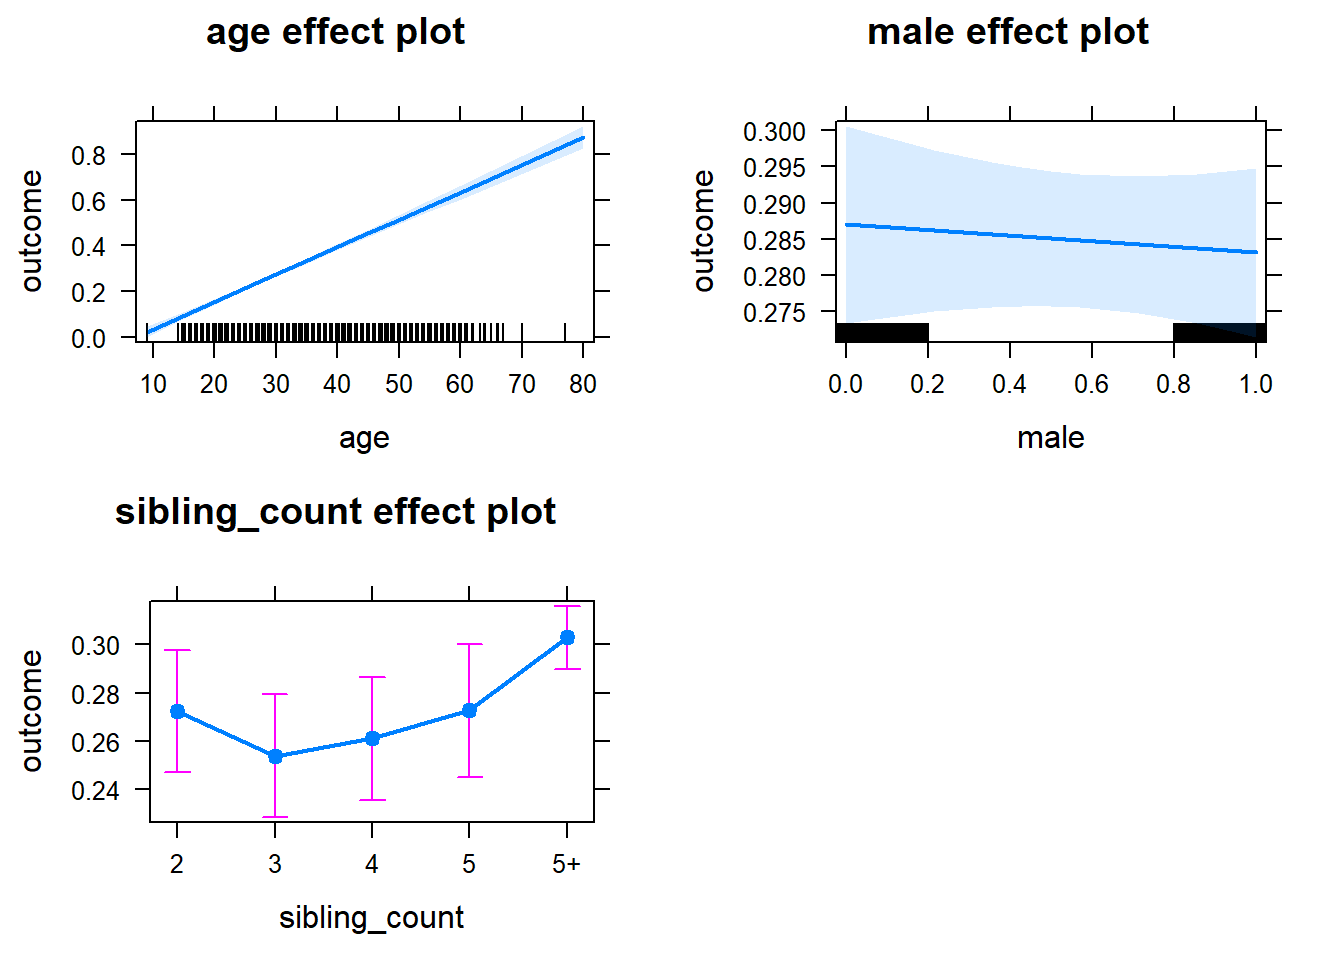 age effect plot
outcome
0.8
0.6
0.4
0.2
0.0
10 20 30 40 50 60 70 80
age
male effect plot
outcome
0.300
0.295
0.290
0.285
0.280
0.275
0.0 0.2 0.4 0.6 0.8 1.0
male
sibling_count effect plot
outcome
0.30
0.28
0.26
0.24
2 3 4 5 5+
sibling_count